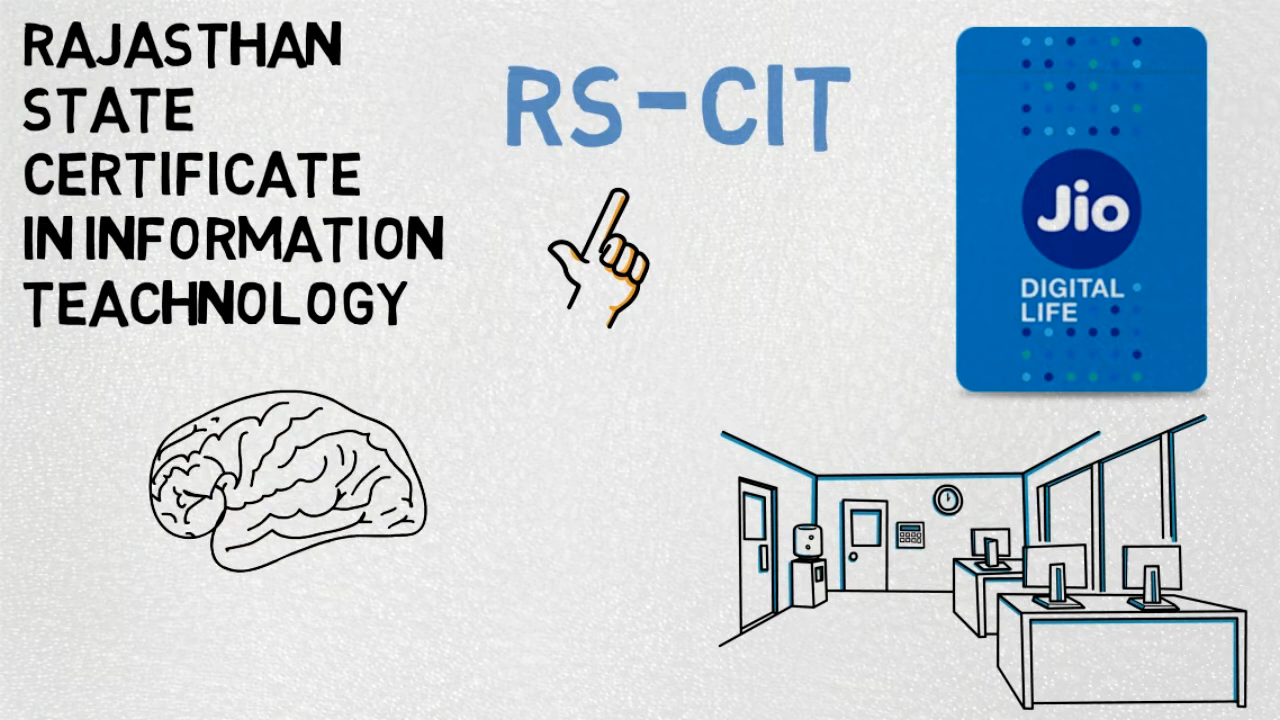 RAJASTHAN
STATE
CERTIFICATE
IN INFORMATION
TEACHNOLOGY
RS-CIT
Jio
DIGITAL
LIFE